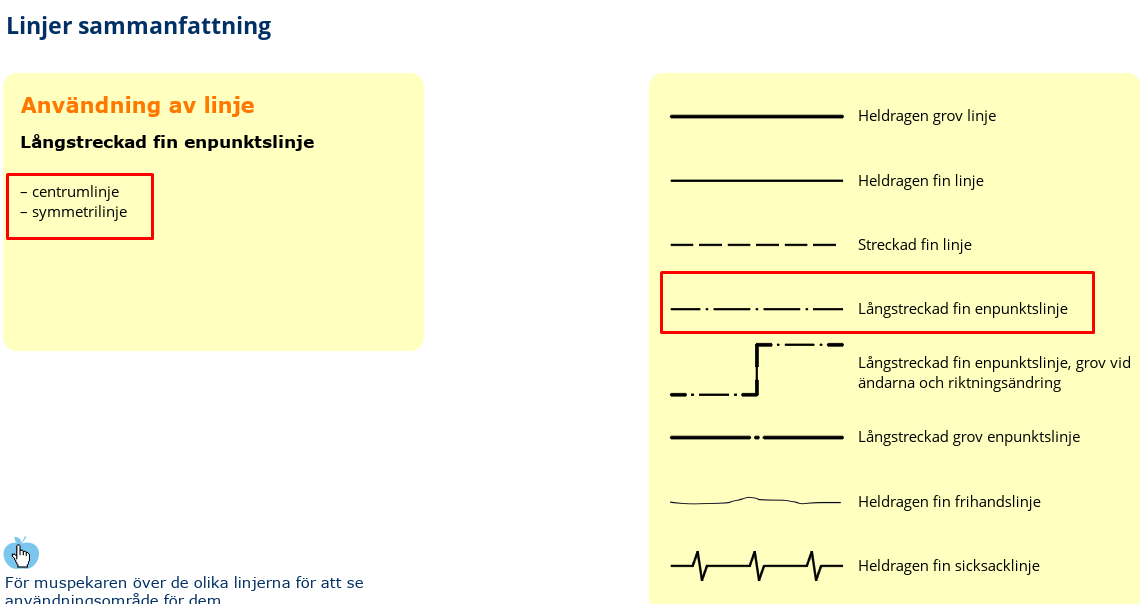 Linjer sammanfattning
Användning av linje
Långstreckad fin enpunktslinje
– centrumlinje
– symmetrilinje
Heldragen grov linje
Heldragen fin linje
Streckad fin linje
Långstreckad fin enpunktslinje
Långstreckad fin enpunktslinje, grov vid
ändarna och riktningsändring
Långstreckad grov enpunktslinje
Heldragen fin frihandslinje
Heldragen fin sicksacklinje
För muspekaren över de olika linjerna för att se
användningsområde för dem